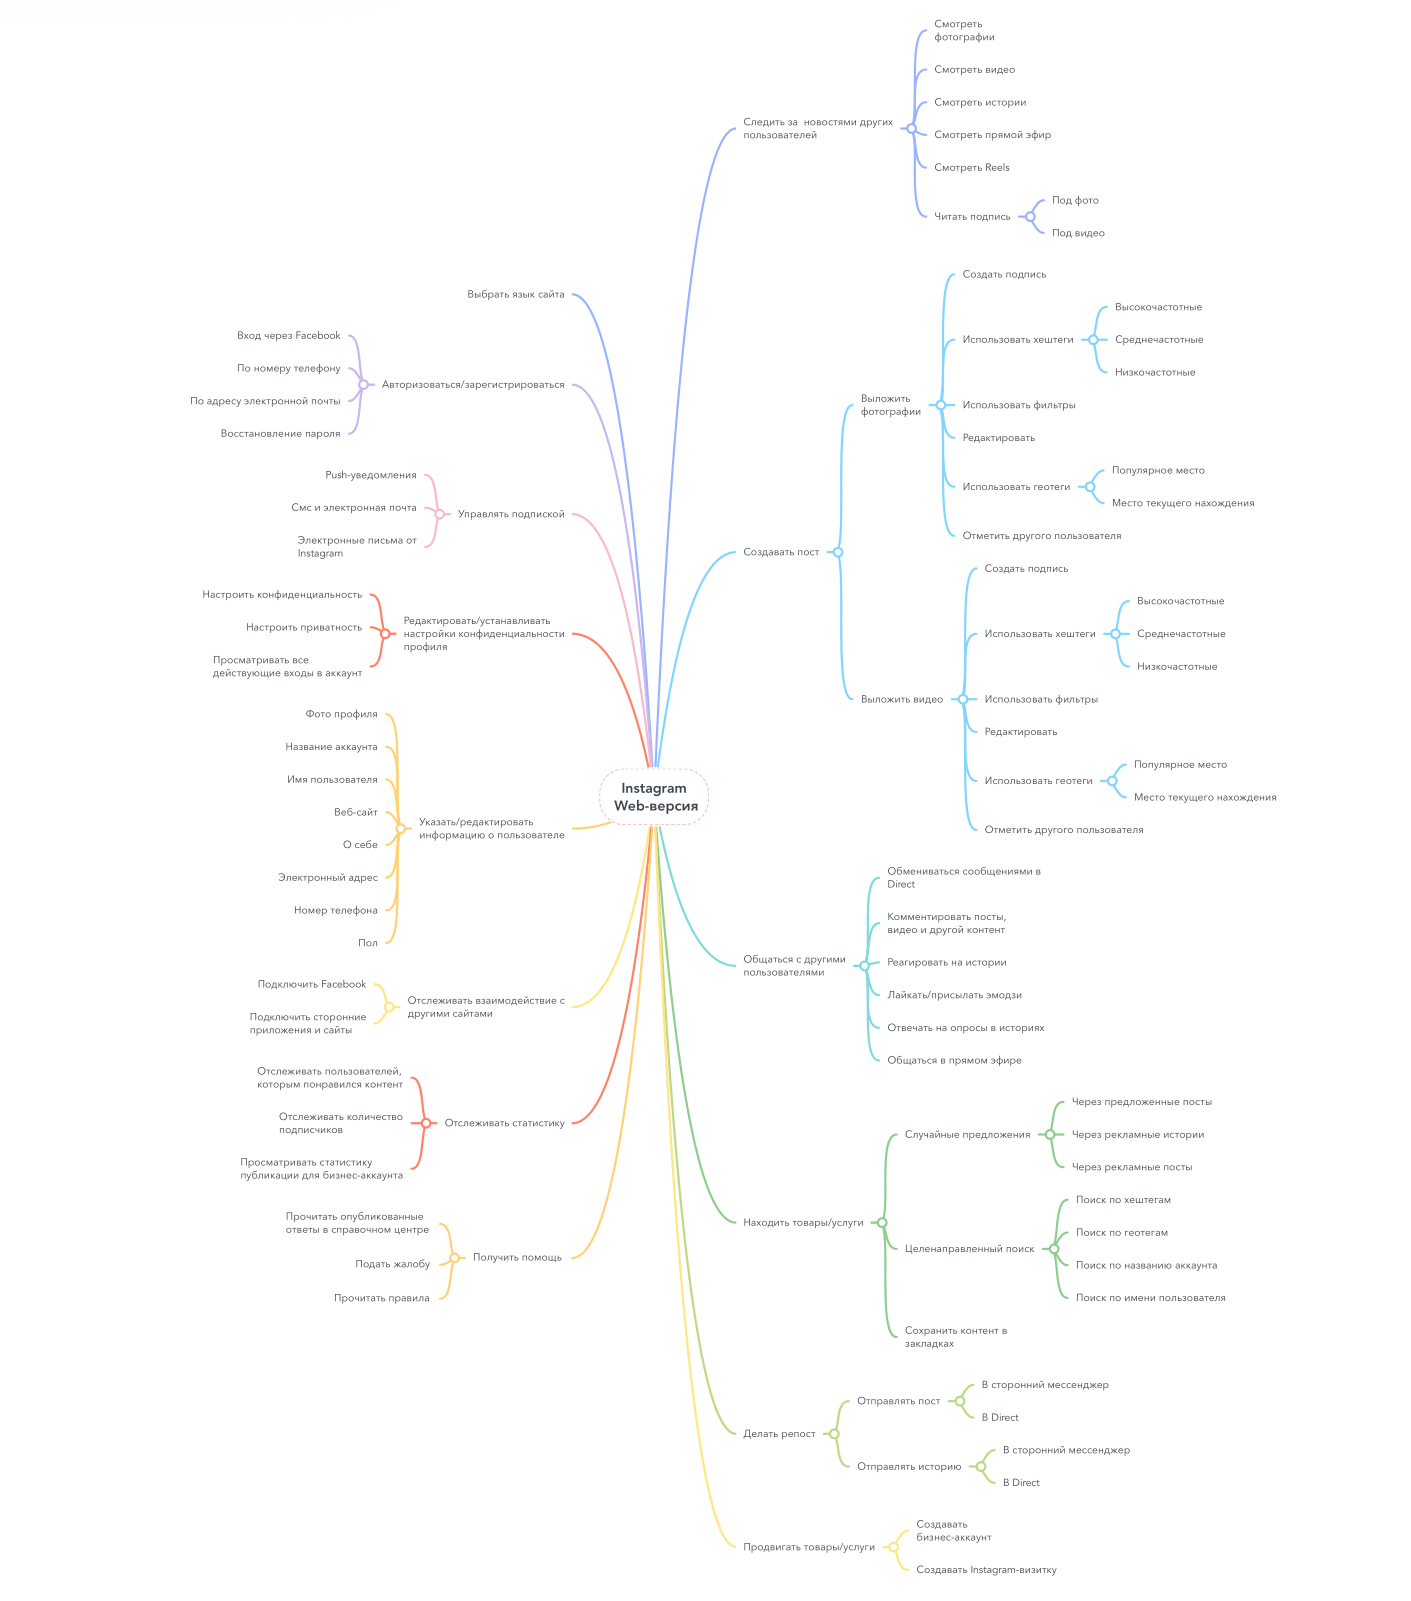 Instagram
Web-версия
Следить за  новостями других
пользователей
Смотреть
фотографии
Смотреть видео
Смотреть истории
Смотреть прямой эфир
Смотреть Reels
Читать подпись
Под фото
Под видео
Создавать пост
Выложить
фотографии
Создать подпись
Использовать хештеги
Высокочастотные
Среднечастотные
Низкочастотные
Использовать фильтры
Редактировать
Использовать геотеги
Популярное место
Место текущего нахождения
Отметить другого пользователя
Выложить видео
Создать подпись
Использовать хештеги
Высокочастотные
Среднечастотные
Низкочастотные
Использовать фильтры
Редактировать
Использовать геотеги
Популярное место
Место текущего нахождения
Отметить другого пользователя
Общаться с другими
пользователями
Обмениваться сообщениями в
Direct
Комментировать посты,
видео и другой контент
Реагировать на истории
Лайкать/присылать эмодзи
Отвечать на опросы в историях
Общаться в прямом эфире
Находить товары/услуги
Случайные предложения
Через предложенные посты
Через рекламные истории
Через рекламные посты
Целенаправленный поиск
Поиск по хештегам
Поиск по геотегам
Поиск по названию аккаунта
Поиск по имени пользователя
Сохранить контент в
закладках
Делать репост
Отправлять пост
В сторонний мессенджер
В Direct
Отправлять историю
В сторонний мессенджер
В Direct
Продвигать товары/услуги
Создавать
бизнес-аккаунт
Создавать Instagram-визитку
Выбрать язык сайта
Авторизоваться/зарегистрироваться
Вход через Facebook
По номеру телефону
По адресу электронной почты
Восстановление пароля
Управлять подпиской
Push-уведомления
Смс и электронная почта
Электронные письма от
Instagram
Редактировать/устанавливать
настройки конфиденциальности
профиля
Настроить конфиденциальность
Настроить приватность
Просматривать все
действующие входы в аккаунт
Указать/редактировать
информацию о пользователе
Фото профиля
Название аккаунта
Имя пользователя
Веб-сайт
О себе
Электронный адрес
Номер телефона
Пол
Отслеживать взаимодействие с
другими сайтами
Подключить Facebook
Подключить сторонние
приложения и сайты
Отслеживать статистику
Отслеживать пользователей,
которым понравился контент
Отслеживать количество
подписчиков
Просматривать статистику
публикации для бизнес-аккаунта
Получить помощь
Прочитать опубликованные
ответы в справочном центре
Подать жалобу
Прочитать правила